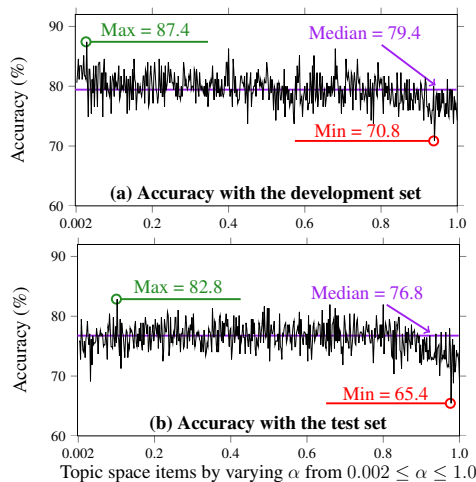 90
80
70
60
Accuracy (%)
Max = 87.4
Median = 79.4
Min = 70.8
(a) Accuracy with the development set
0.002 0.2 0.4 0.6 0.8 1.0
90
80
70
60
Accuracy (%)
Max = 82.8
Median = 76.8
Min = 65.4
(b) Accuracy with the test set
0.002 0.2 0.4 0.6 0.8 1.0
Topic space items by varying α from 0.002 ≤ α ≤ 1.0